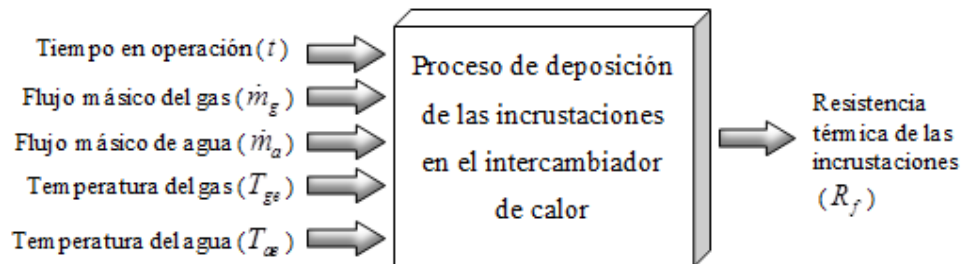 Tiempo en operación (t)
Flujo másico del gas (ṁg)
Flujo másico de agua (ṁa)
Temperatura del gas (Tge)
Temperatura del agua (Tae)
Proceso de deposición
de las incrustaciones
en el intercambiador
de calor
Resistencia
térmica de las
incrustaciones
(Rf)